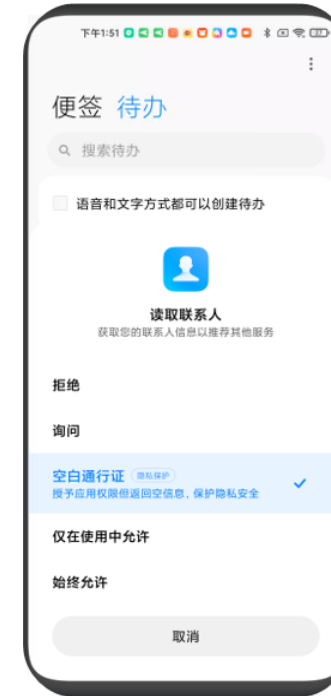 下午1:51
便签 待办
搜索待办
语音和文字方式都可以创建待办
读取联系人
获取您的联系人信息以推荐其他服务
拒绝
询问
空白通行证 隐私保护
授予应用权限但返回空信息，保护隐私安全
仅在使用中允许
始终允许
取消